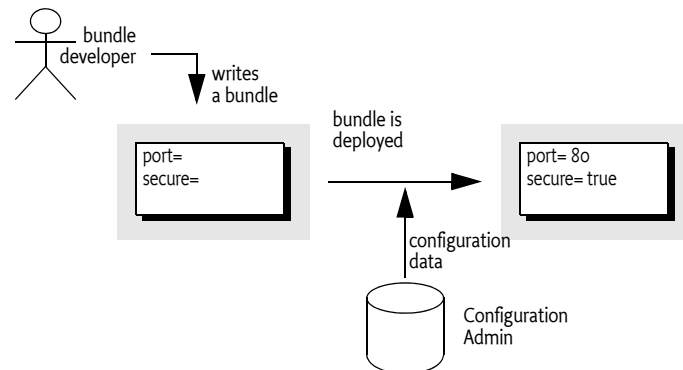 bundle
developer
writes
a bundle
bundle is
deployed
port=
secure=
port= 80
secure= true
configuration
data
Configuration
Admin